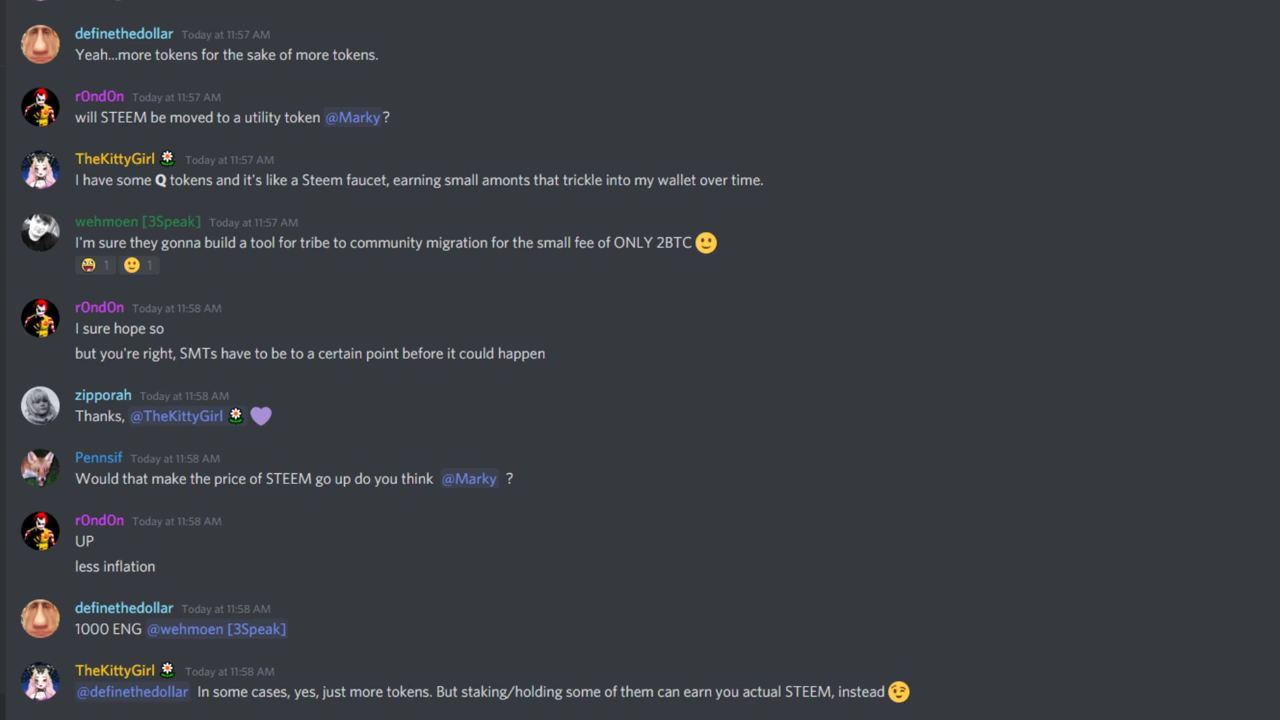 definethedollar Today at 11:57 AM
Yeah...more tokens for the sake of more tokens.
r0nd0n Today at 11:57 AM
will STEEM be moved to a utility token @Marky ?
TheKittyGirl Today at 11:57 AM
I have some Q tokens and it's like a Steem faucet, earning small amonts that trickle into my wallet over time.
wehmoen [3Speak] Today at 11:57 AM
I'm sure they gonna build a tool for tribe to community migration for the small fee of ONLY 2BTC
1 1
r0nd0n Today at 11:58 AM
I sure hope so
but you're right, SMTs have to be to a certain point before it could happen
zipporah Today at 11:58 AM
Thanks, @TheKittyGirl
Pennsif Today at 11:58 AM
Would that make the price of STEEM go up do you think @Marky ?
r0nd0n Today at 11:58 AM
UP
less inflation
definethedollar Today at 11:58 AM
1000 ENG @wehmoen [3Speak]
TheKittyGirl Today at 11:58 AM
@definethedollar In some cases, yes, just more tokens. But staking/holding some of them can earn you actual STEEM, instead